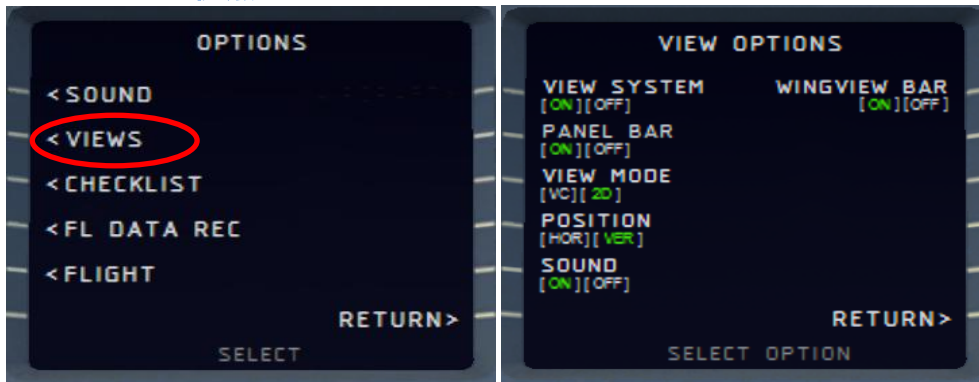 OPTIONS
<SOUND
<VIEWS
<CHECKLIST
<FL DATA REC
<FLIGHT
RETURN>
SELECT
VIEW OPTIONS
VIEW SYSTEM WINGVIEW BAR
[ON][OFF] [ON][OFF]
PANEL BAR
[ON][OFF]
VIEW MODE
[VC][2D]
POSITION
[HOR][VER]
SOUND
[ON][OFF]
RETURN>
SELECT OPTION